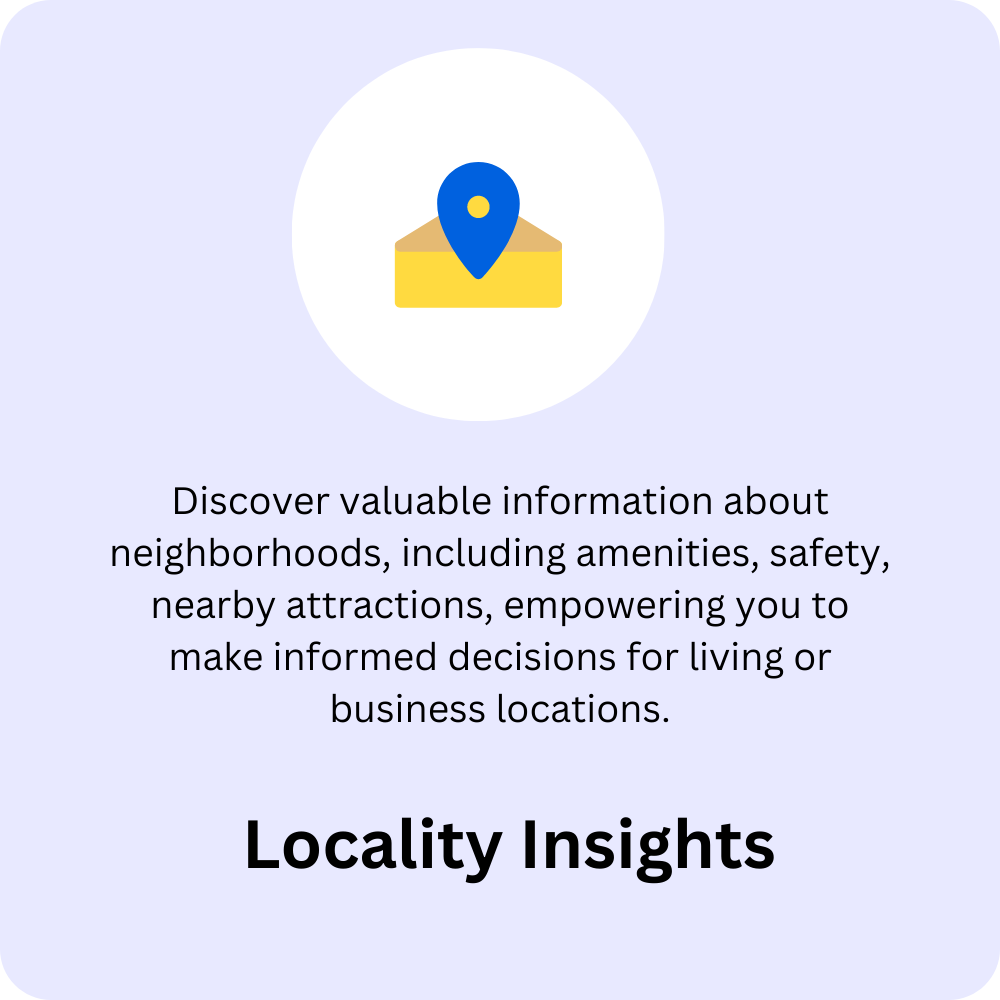 Discover valuable information about
neighborhoods, including amenities, safety,
nearby attractions, empowering you to
make informed decisions for living or
business locations.
Locality Insights